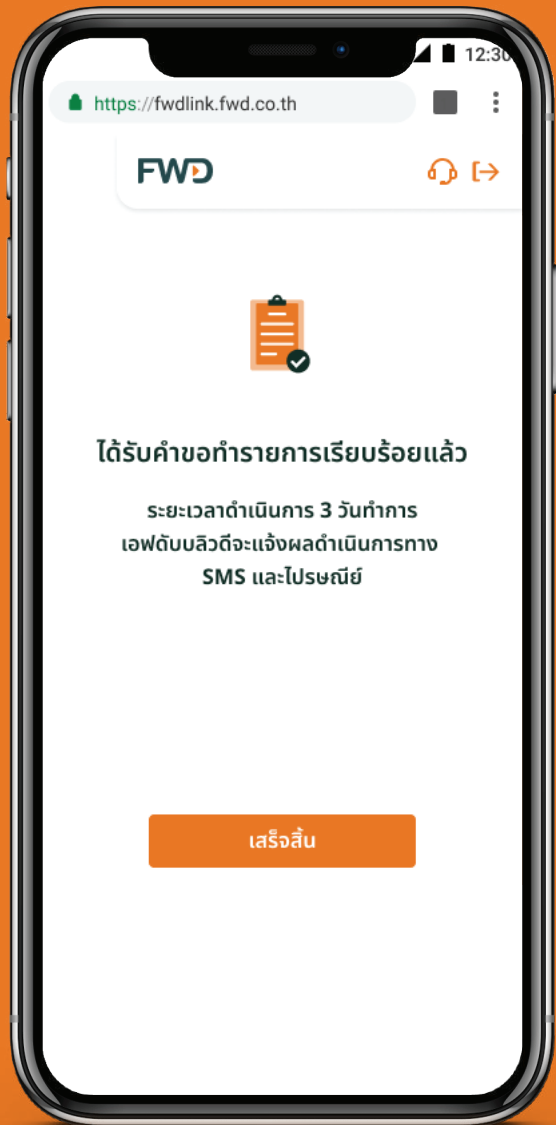 12:30
https://fwdlink.fwd.co.th
FWD
ได้รับคำขอทำรายการเรียบร้อยแล้ว
ระยะเวลาดำเนินการ 3 วันทำการ
เอฟดับบลิวดีจะแจ้งผลดำเนินการทาง
SMS และไปรษณีย์
เสร็จสิ้น